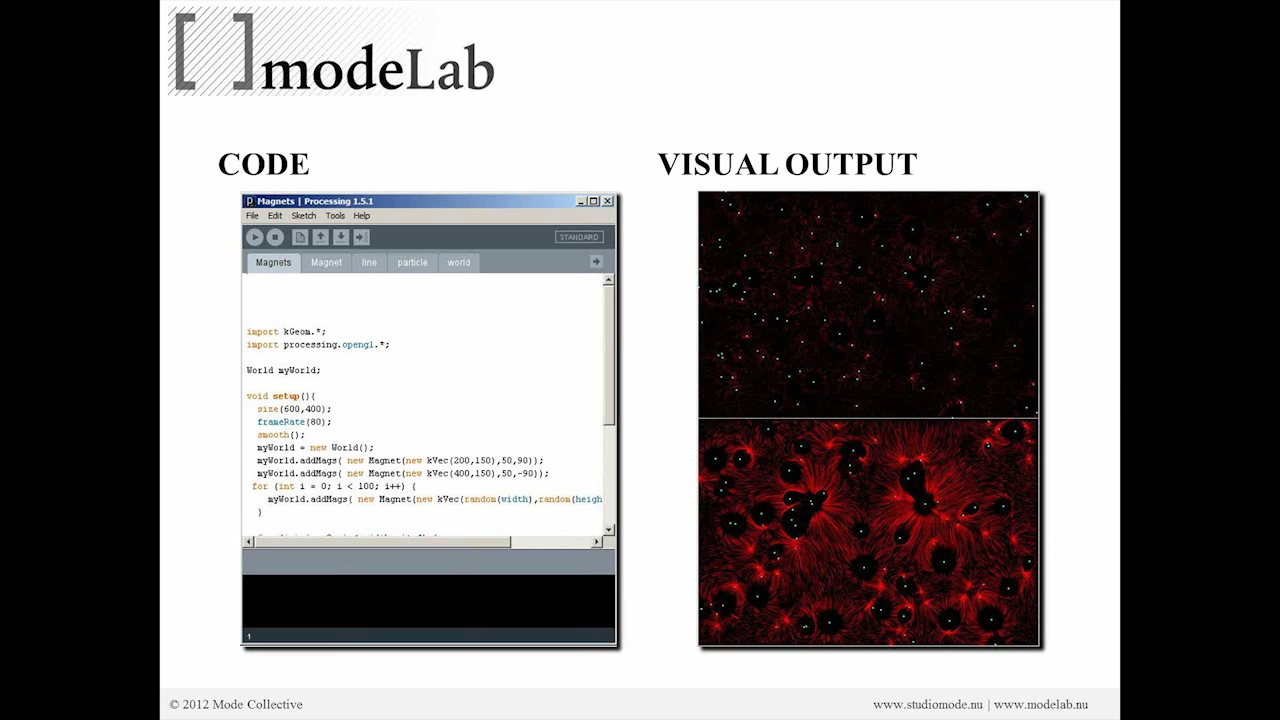 [ ] modeLab
CODE
VISUAL OUTPUT
Magnets | Processing 1.5.1
File Edit Sketch Tools Help
STANDARD
Magnets Magnet line particle world
import kGeom.*;
import processing.opengl.*;
World myWorld;
void setup(){
size(600,400);
frameRate(80);
smooth();
myWorld = new World();
myWorld.addMags( new Magnet(new kVec(200,150),50,90));
myWorld.addMags( new Magnet(new kVec(400,150),50,-90));
for (int i = 0; i < 100; i++) {
myWorld.addMags( new Magnet(new kVec(random(width),random(heigh
}
1
© 2012 Mode Collective
www.studiomode.nu | www.modelab.nu